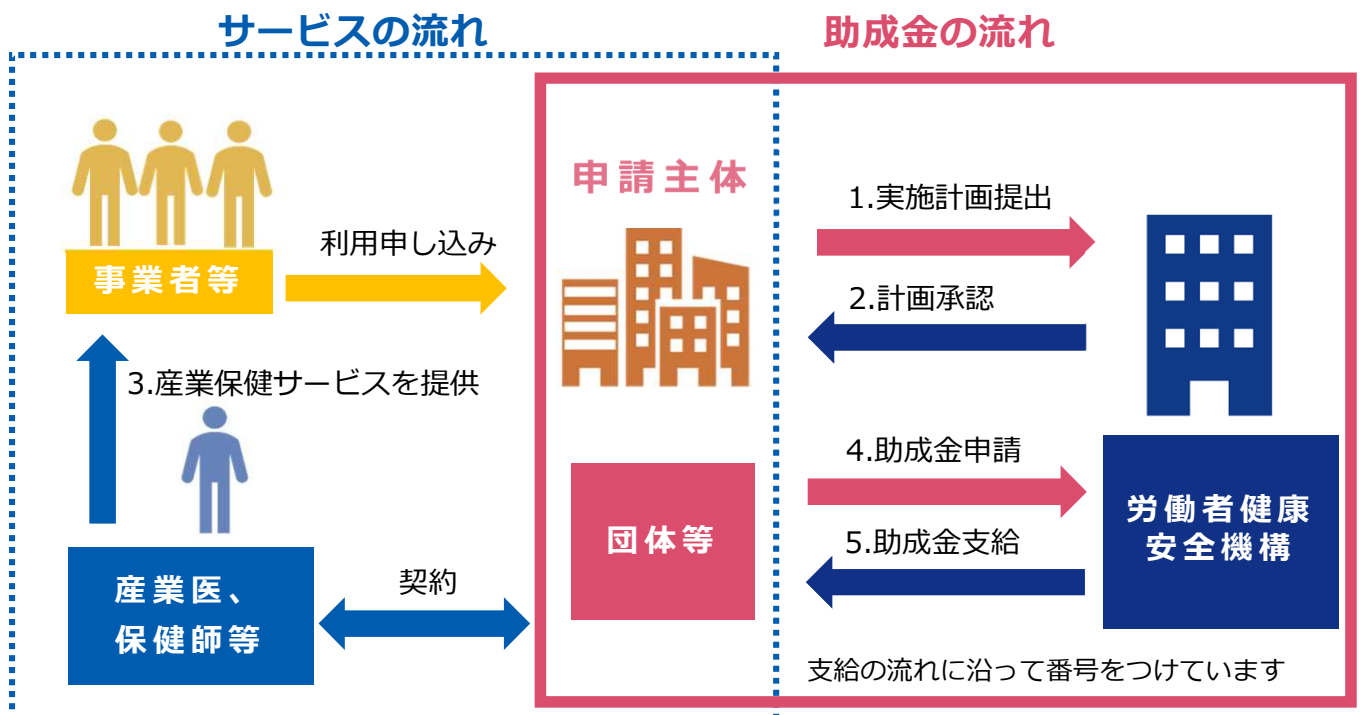 サービスの流れ
助成金の流れ
事業者等
利用申し込み
3.産業保健サービスを提供
産業医、
保健師等
契約
申請主体
団体等
1.実施計画提出
2.計画承認
4.助成金申請
5.助成金支給
労働者健康
安全機構
支給の流れに沿って番号をつけています